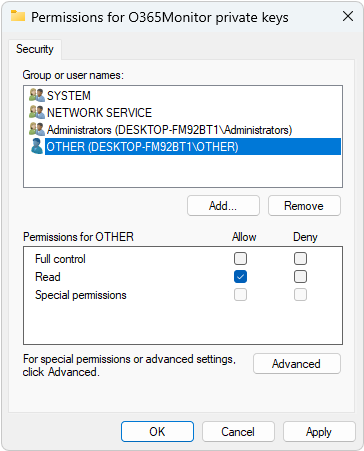 Permissions for O365Monitor private keys
Security
Group or user names:
SYSTEM
NETWORK SERVICE
Administrators (DESKTOP-FM92BT1\Administrators)
OTHER (DESKTOP-FM92BT1\OTHER)
Add... Remove
Permissions for OTHER Allow Deny
Full control
Read
Special permissions
For special permissions or advanced settings,
click Advanced.
Advanced
OK Cancel Apply